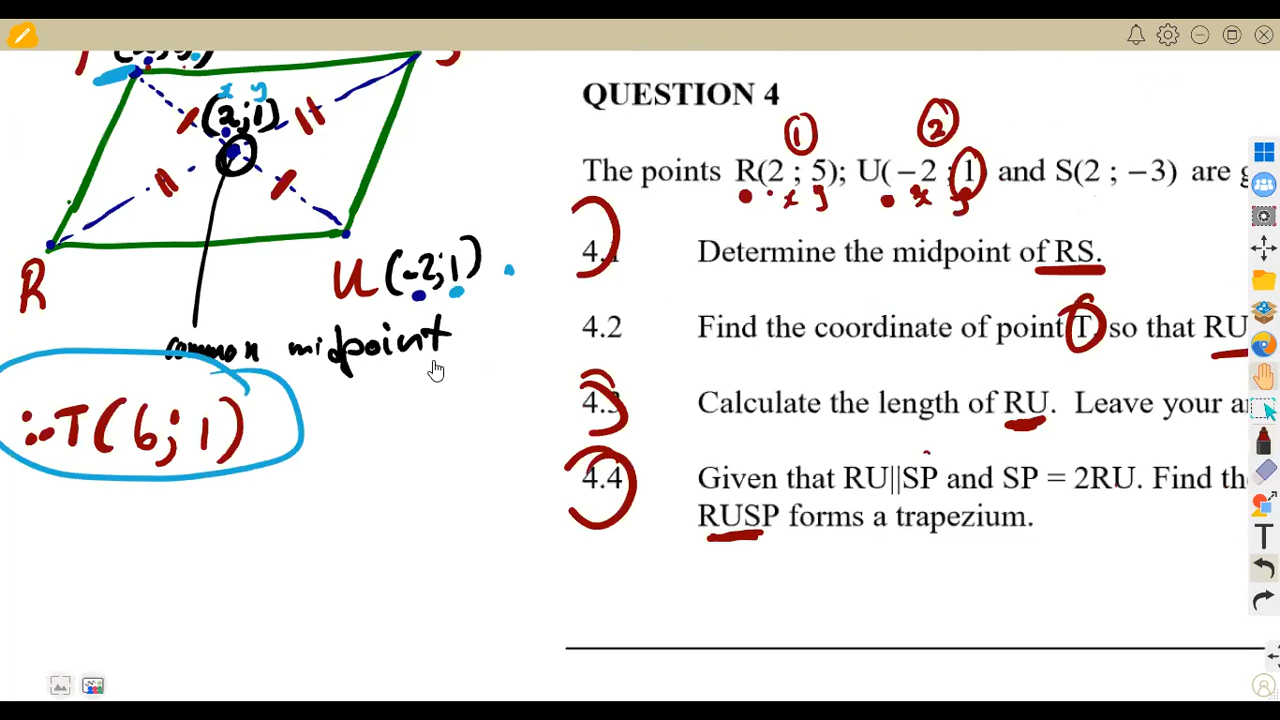 (2;1)
x y
R
U (-2;1)
common midpoint
∴T(6;1)
QUESTION 4
1 2
The points R(2 ; 5); U(−2 ; 1) and S(2 ; −3) are g
x y x y
4.1 Determine the midpoint of RS.
4.2 Find the coordinate of point T, so that RU
4.3 Calculate the length of RU. Leave your an
4.4 Given that RU||SP and SP = 2RU. Find the
RUSP forms a trapezium.
T